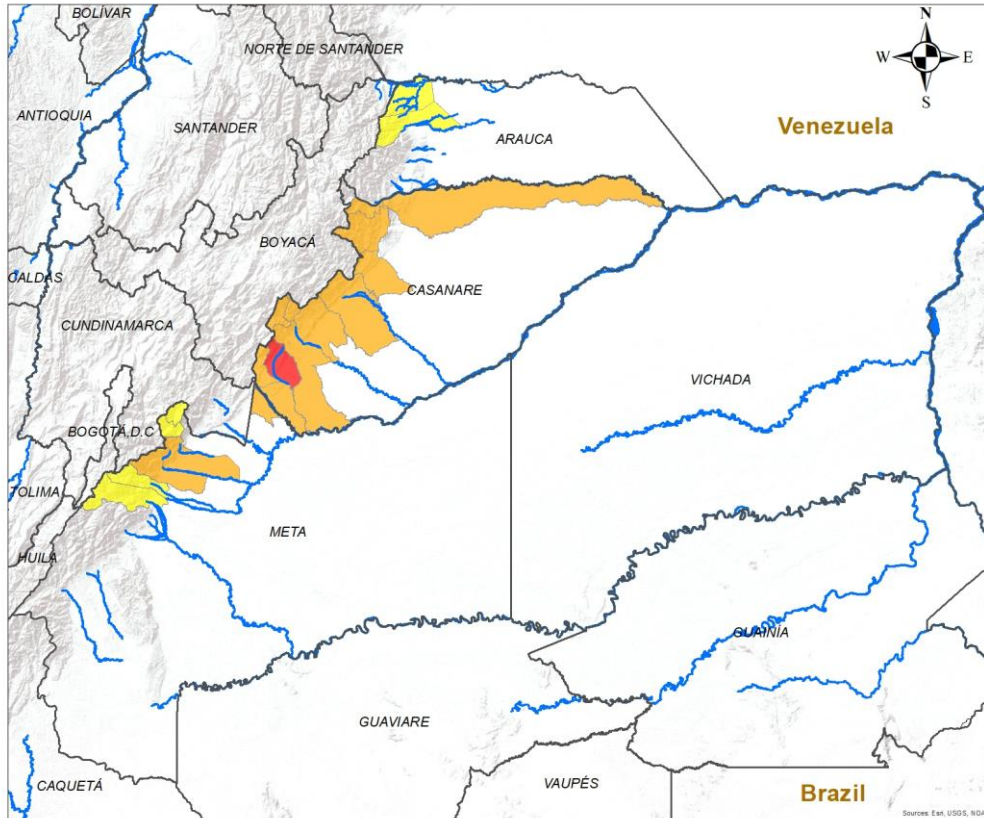 BOLÍVAR
NORTE DE SANTANDER
N
W E
S
ANTIOQUIA
SANTANDER
ARAUCA
Venezuela
BOYACÁ
CALDAS
CASANARE
CUNDINAMARCA
VICHADA
BOGOTÁ,D.C
TOLIMA
META
HUILA
GUAINÍA
GUAVIARE
CAQUETÁ
VAUPÉS
Brazil
Sources: Esri, USGS, NOA